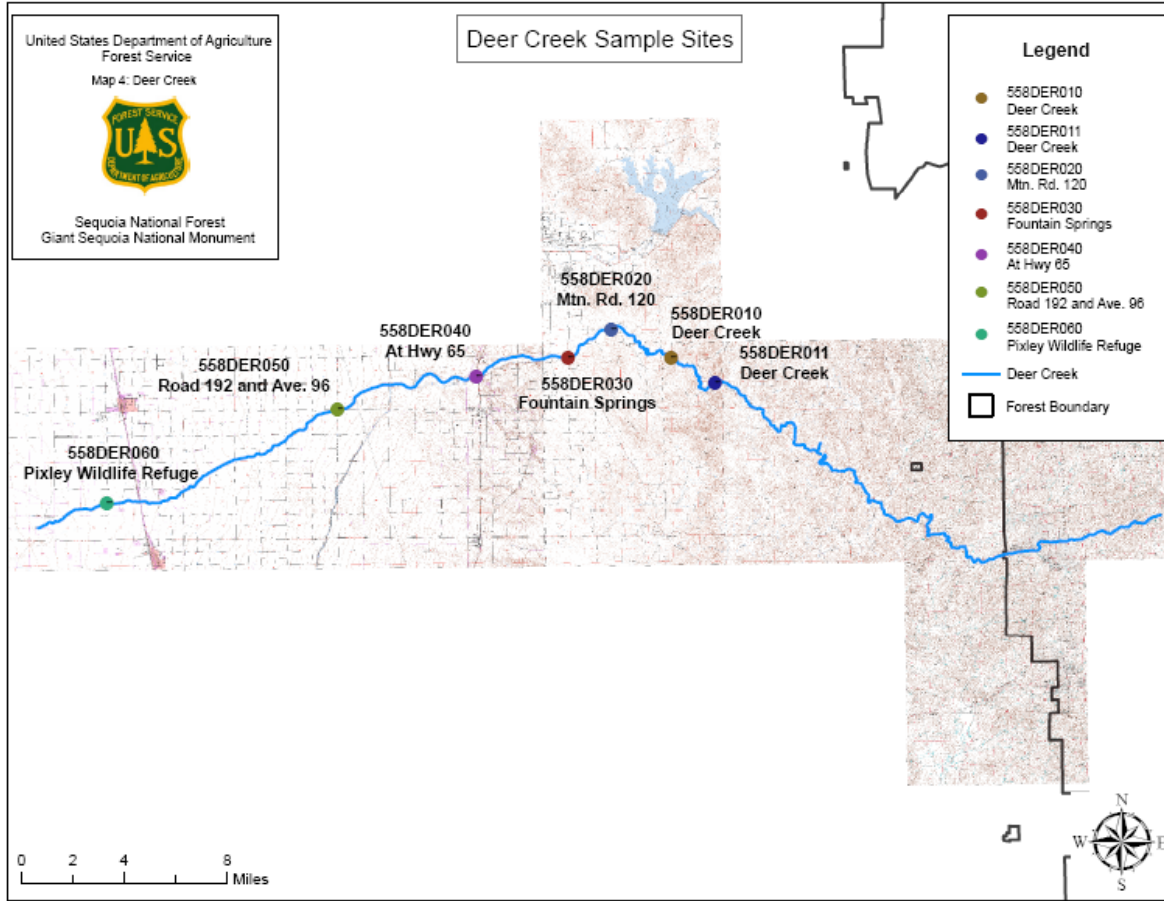 United States Department of Agriculture
Forest Service
Map 4: Deer Creek
FOREST SERVICE
U S
DEPARTMENT OF AGRICULTURE
Sequoia National Forest
Giant Sequoia National Monument
Deer Creek Sample Sites
Legend
558DER010
Deer Creek
558DER011
Deer Creek
558DER020
Mtn. Rd. 120
558DER030
Fountain Springs
558DER040
At Hwy 65
558DER050
Road 192 and Ave. 96
558DER060
Pixley Wildlife Refuge
Deer Creek
Forest Boundary
558DER020
Mtn. Rd. 120
558DER010
Deer Creek
558DER040
At Hwy 65
558DER011
Deer Creek
558DER050
Road 192 and Ave. 96
558DER030
Fountain Springs
558DER060
Pixley Wildlife Refuge
0 2 4 8
Miles
N
W E
S